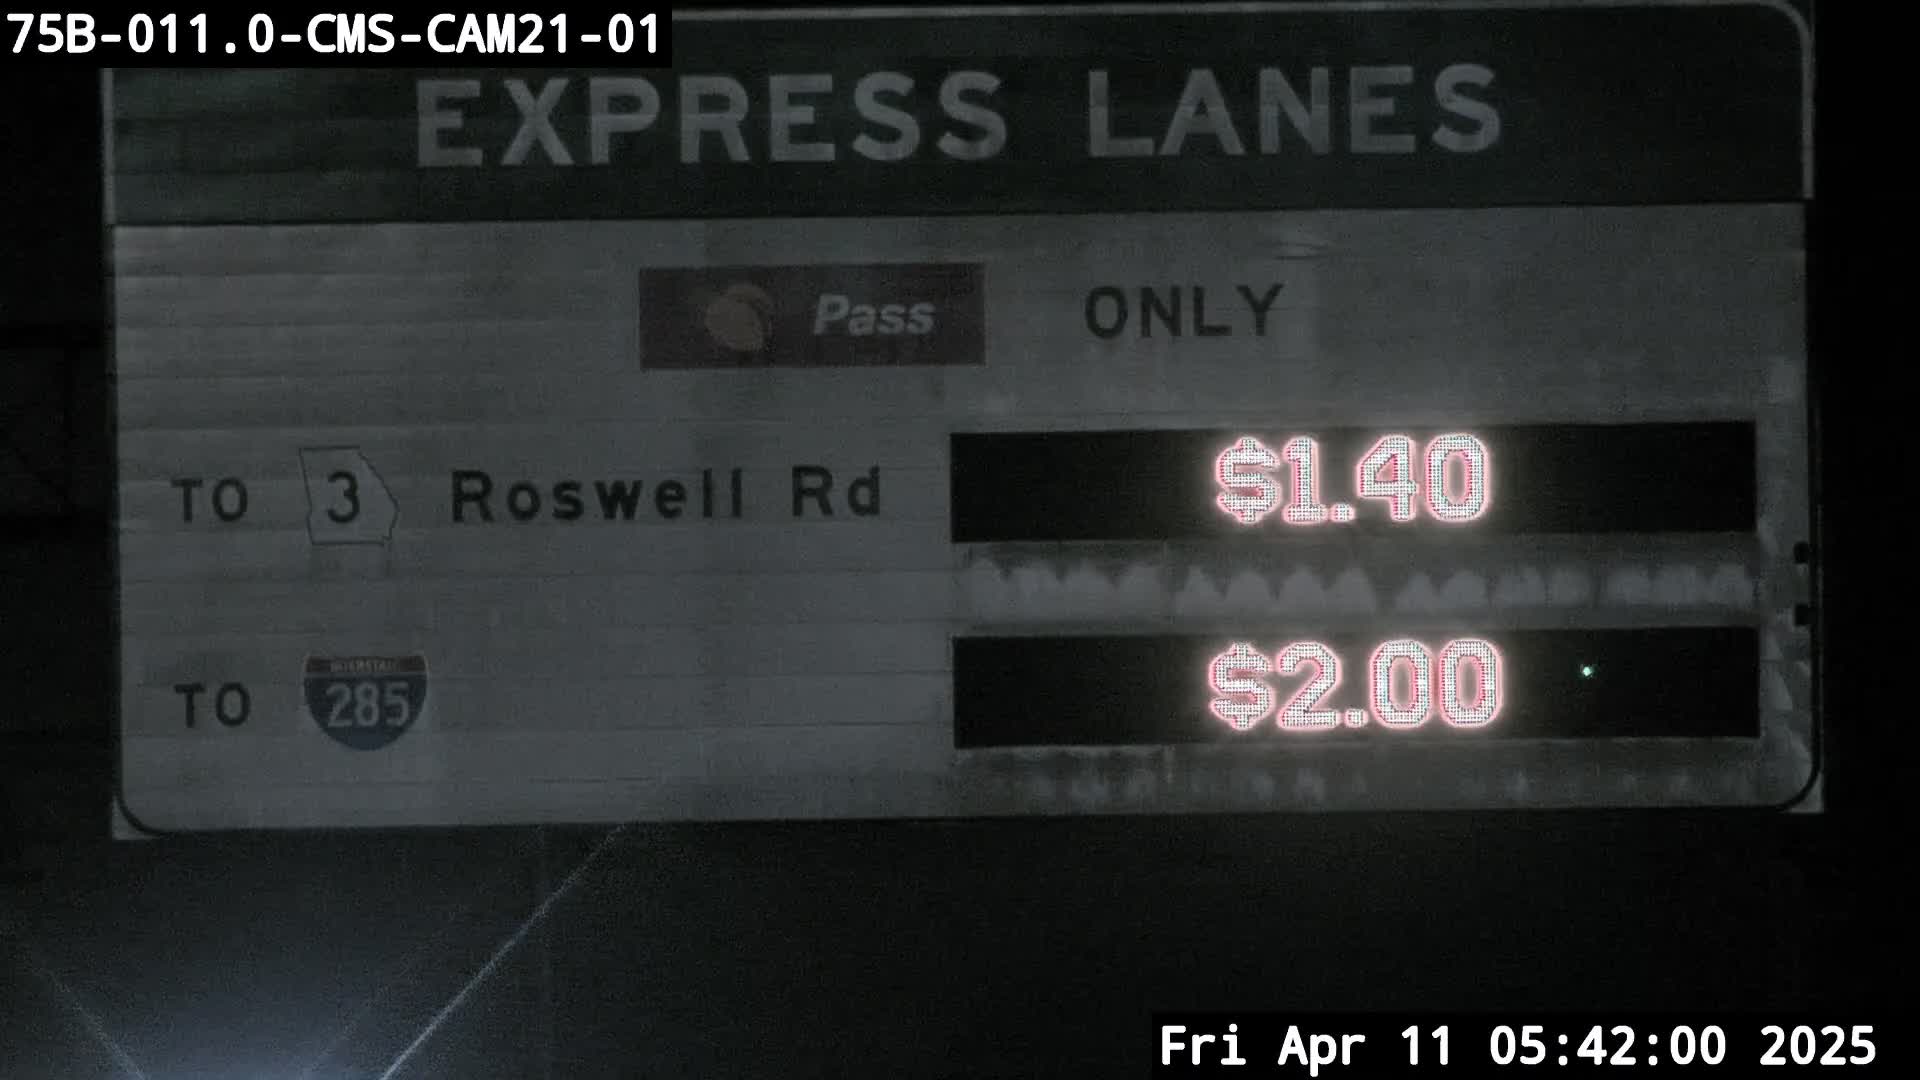 75B-011.0-CMS-CAM21-01
EXPRESS LANES
Pass ONLY
TO 3 Roswell Rd $1.40
TO INTERSTATE 285 $2.00
Fri Apr 11 05:42:00 2025